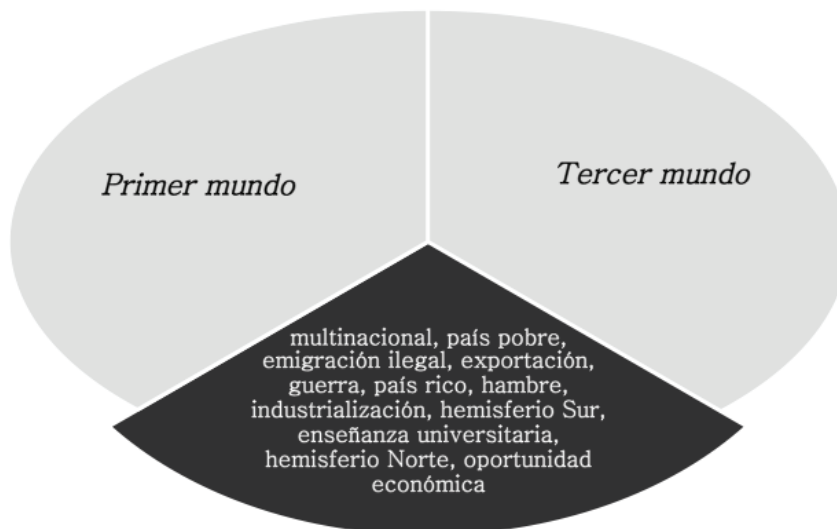 Primer mundo
Tercer mundo
multinacional, país pobre,
emigración ilegal, exportación,
guerra, país rico, hambre,
industrialización, hemisferio Sur,
enseñanza universitaria,
hemisferio Norte, oportunidad
económica